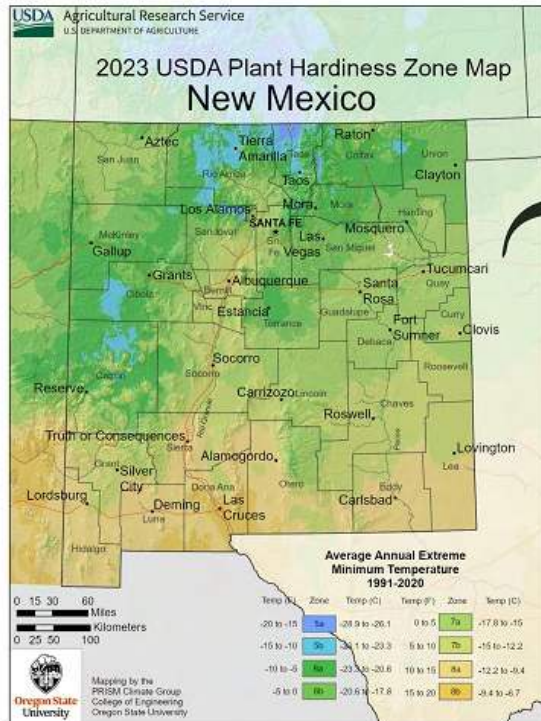 USDA Agricultural Research Service
U.S. DEPARTMENT OF AGRICULTURE
2023 USDA Plant Hardiness Zone Map
New Mexico
Aztec
Tierra Amarilla
Raton
San Juan
Rio Arriba
Taos
Colfax
Union
Taos
Clayton
Los Alamos
Mora
Mora
Harding
SANTA FE
Mosquero
McKinley
Sandoval
Las Vegas
San Miguel
Gallup
Grants
Albuquerque
Tucumcari
Quay
Cibola
Santa Rosa
Estancia
Guadalupe
Curry
Torrance
Fort Sumner
Clovis
Debaca
Roosevelt
Socorro
Catron
Socorro
Reserve
Carrizozo
Lincoln
Chaves
Roswell
Rio Grande
Truth or Consequences
Sierra
Alamogordo
Lovington
Lea
Grant
Silver City
Dona Ana
Otero
Eddy
Lordsburg
Deming
Las Cruces
Carlsbad
Luna
Hidalgo
Average Annual Extreme
Minimum Temperature
1991-2020
0 15 30 60
Miles
Kilometers
0 25 50 100
Temp (F) Zone Temp (C) Temp (F) Zone Temp (C)
-20 to -15 5a -28.9 to -26.1 0 to 5 7a -17.8 to -15
-15 to -10 5b -26.1 to -23.3 5 to 10 7b -15 to -12.2
-10 to -5 6a -23.3 to -20.6 10 to 15 8a -12.2 to -9.4
-5 to 0 6b -20.6 to -17.8 15 to 20 8b -9.4 to -6.7
Oregon State
University
Mapping by the
PRISM Climate Group
College of Engineering
Oregon State University